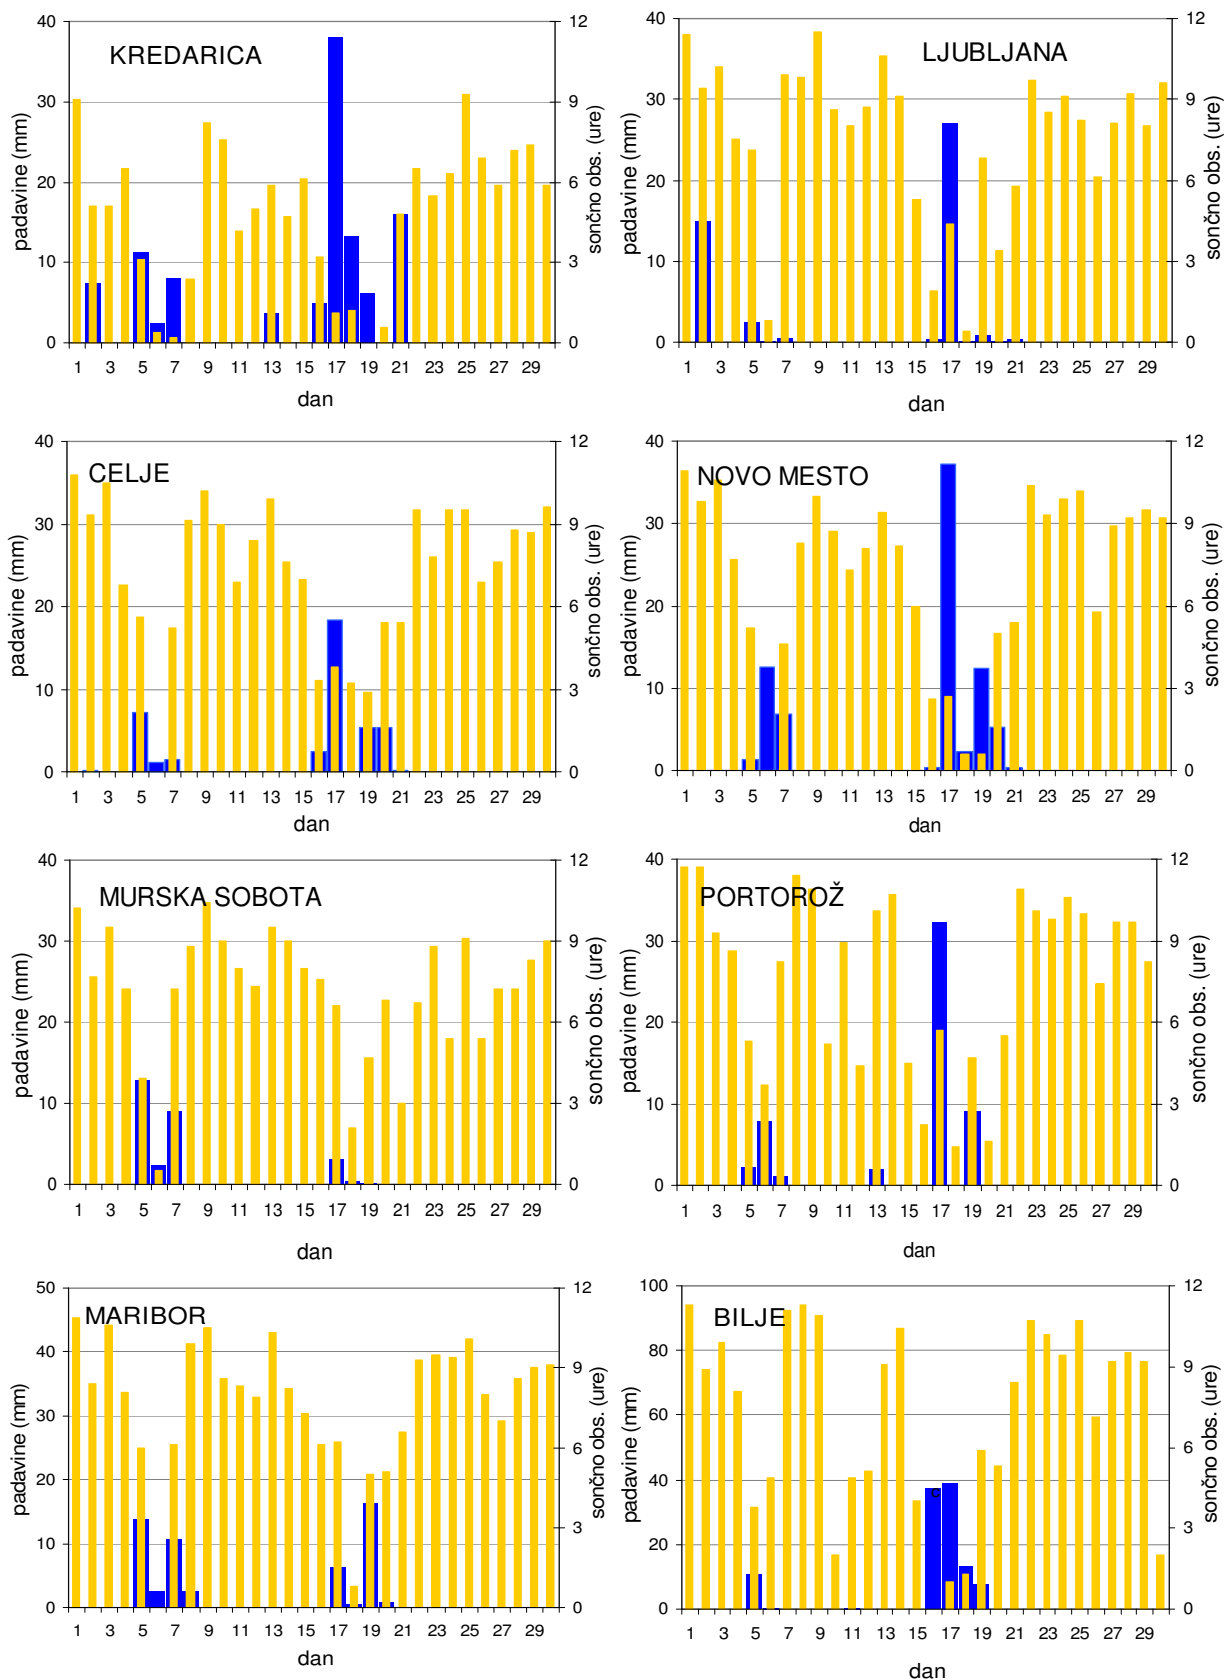 KREDARICA
padavine (mm)
sončno obs. (ure)
40
30
20
10
0
12
9
6
3
0
1 3 5 7 9 11 13 15 17 19 21 23 25 27 29
dan
LJUBLJANA
padavine (mm)
sončno obs. (ure)
40
30
20
10
0
12
9
6
3
0
1 3 5 7 9 11 13 15 17 19 21 23 25 27 29
dan
CELJE
padavine (mm)
sončno obs. (ure)
40
30
20
10
0
12
9
6
3
0
1 3 5 7 9 11 13 15 17 19 21 23 25 27 29
dan
NOVO MESTO
padavine (mm)
sončno obs. (ure)
40
30
20
10
0
12
9
6
3
0
1 3 5 7 9 11 13 15 17 19 21 23 25 27 29
dan
MURSKA SOBOTA
padavine (mm)
sončno obs. (ure)
40
30
20
10
0
12
9
6
3
0
1 3 5 7 9 11 13 15 17 19 21 23 25 27 29
dan
PORTOROŽ
padavine (mm)
sončno obs. (ure)
40
30
20
10
0
12
9
6
3
0
1 3 5 7 9 11 13 15 17 19 21 23 25 27 29
dan
MARIBOR
padavine (mm)
sončno obs. (ure)
50
40
30
20
10
0
12
9
6
3
0
1 3 5 7 9 11 13 15 17 19 21 23 25 27 29
dan
BILJE
padavine (mm)
sončno obs. (ure)
100
80
60
40
20
0
12
9
6
3
0
c
1 3 5 7 9 11 13 15 17 19 21 23 25 27 29
dan